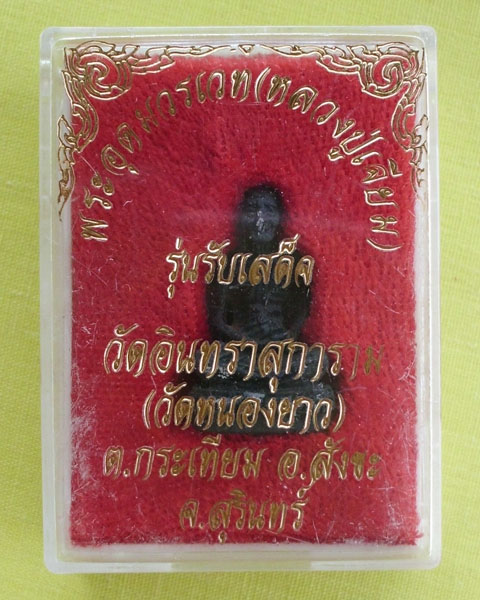 พระอุดมวรเวท(หลวงปู่เจียม)
รุ่นรับเสด็จ
วัดอินทราสุการาม
(วัดหนองยาว)
ต.กระเทียม อ.สังขะ
จ.สุรินทร์